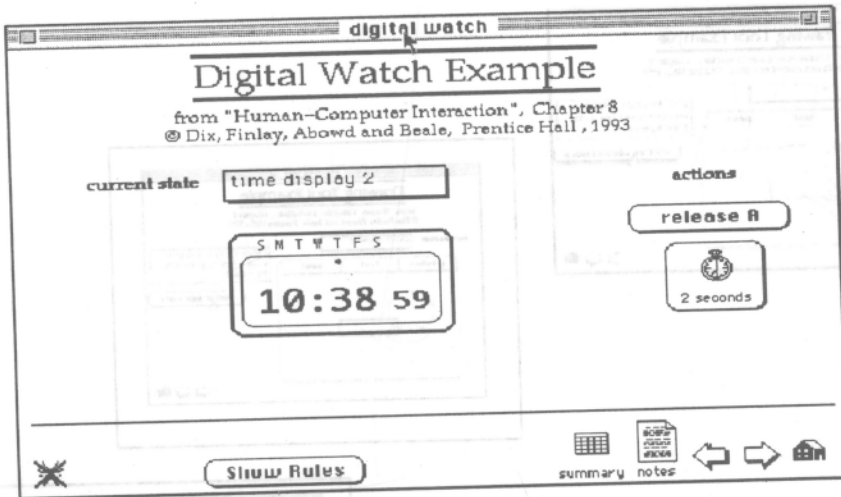 digital watch
Digital Watch Example
from "Human-Computer Interaction", Chapter 8
© Dix, Finlay, Abowd and Beale, Prentice Hall, 1993
current state
time display 2
actions
release A
S M T W T F S
10:38 59
2 seconds
Show Rules
summary
notes